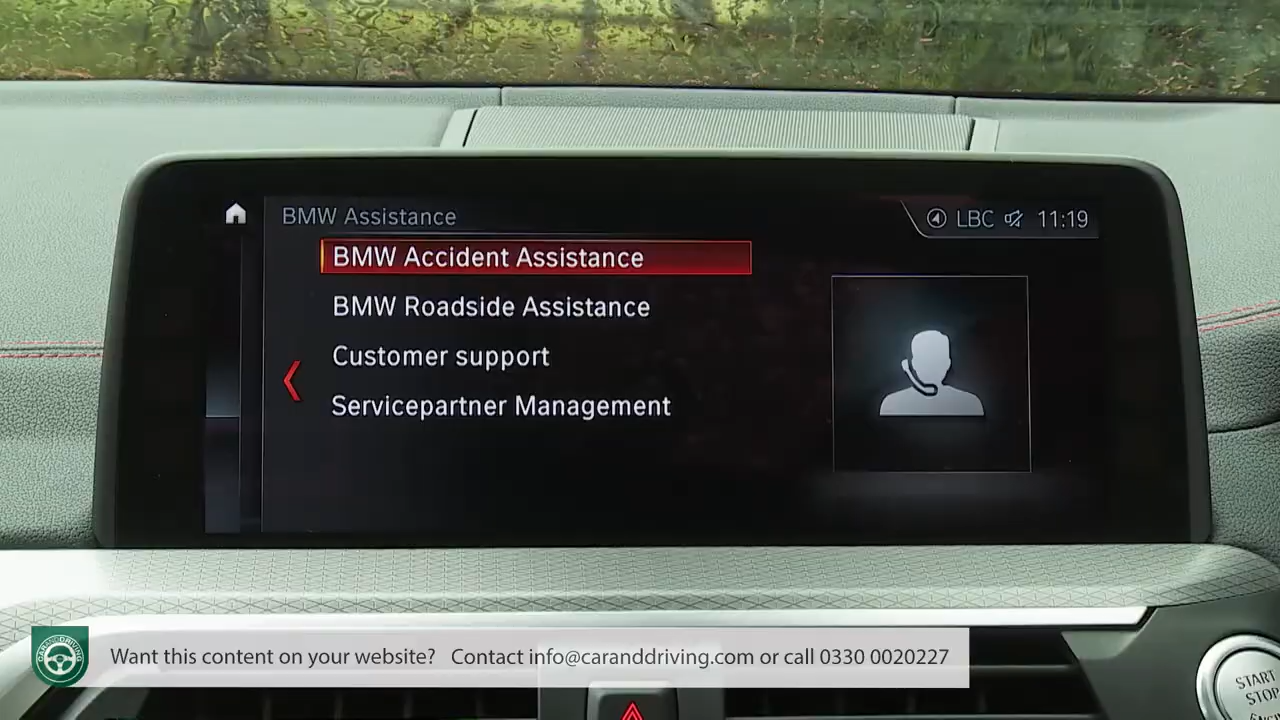 BMW Assistance
LBC 11:19
BMW Accident Assistance
BMW Roadside Assistance
Customer support
Servicepartner Management
CARANDDRIVING
Want this content on your website? Contact info@caranddriving.com or call 0330 0020227
START
STOP